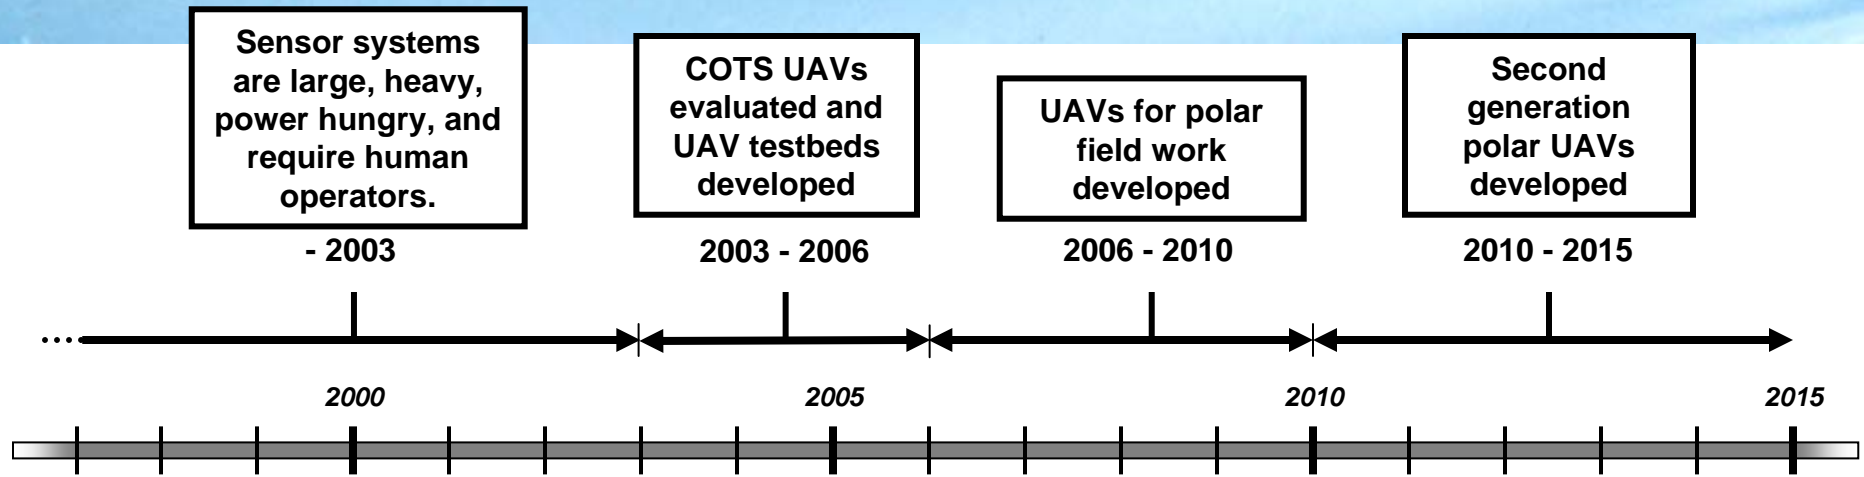 Sensor systems
are large, heavy,
power hungry, and
require human
operators.
- 2003
COTS UAVs
evaluated and
UAV testbeds
developed
2003 - 2006
UAVs for polar
field work
developed
2006 - 2010
Second
generation
polar UAVs
developed
2010 - 2015
2000
2005
2010
2015